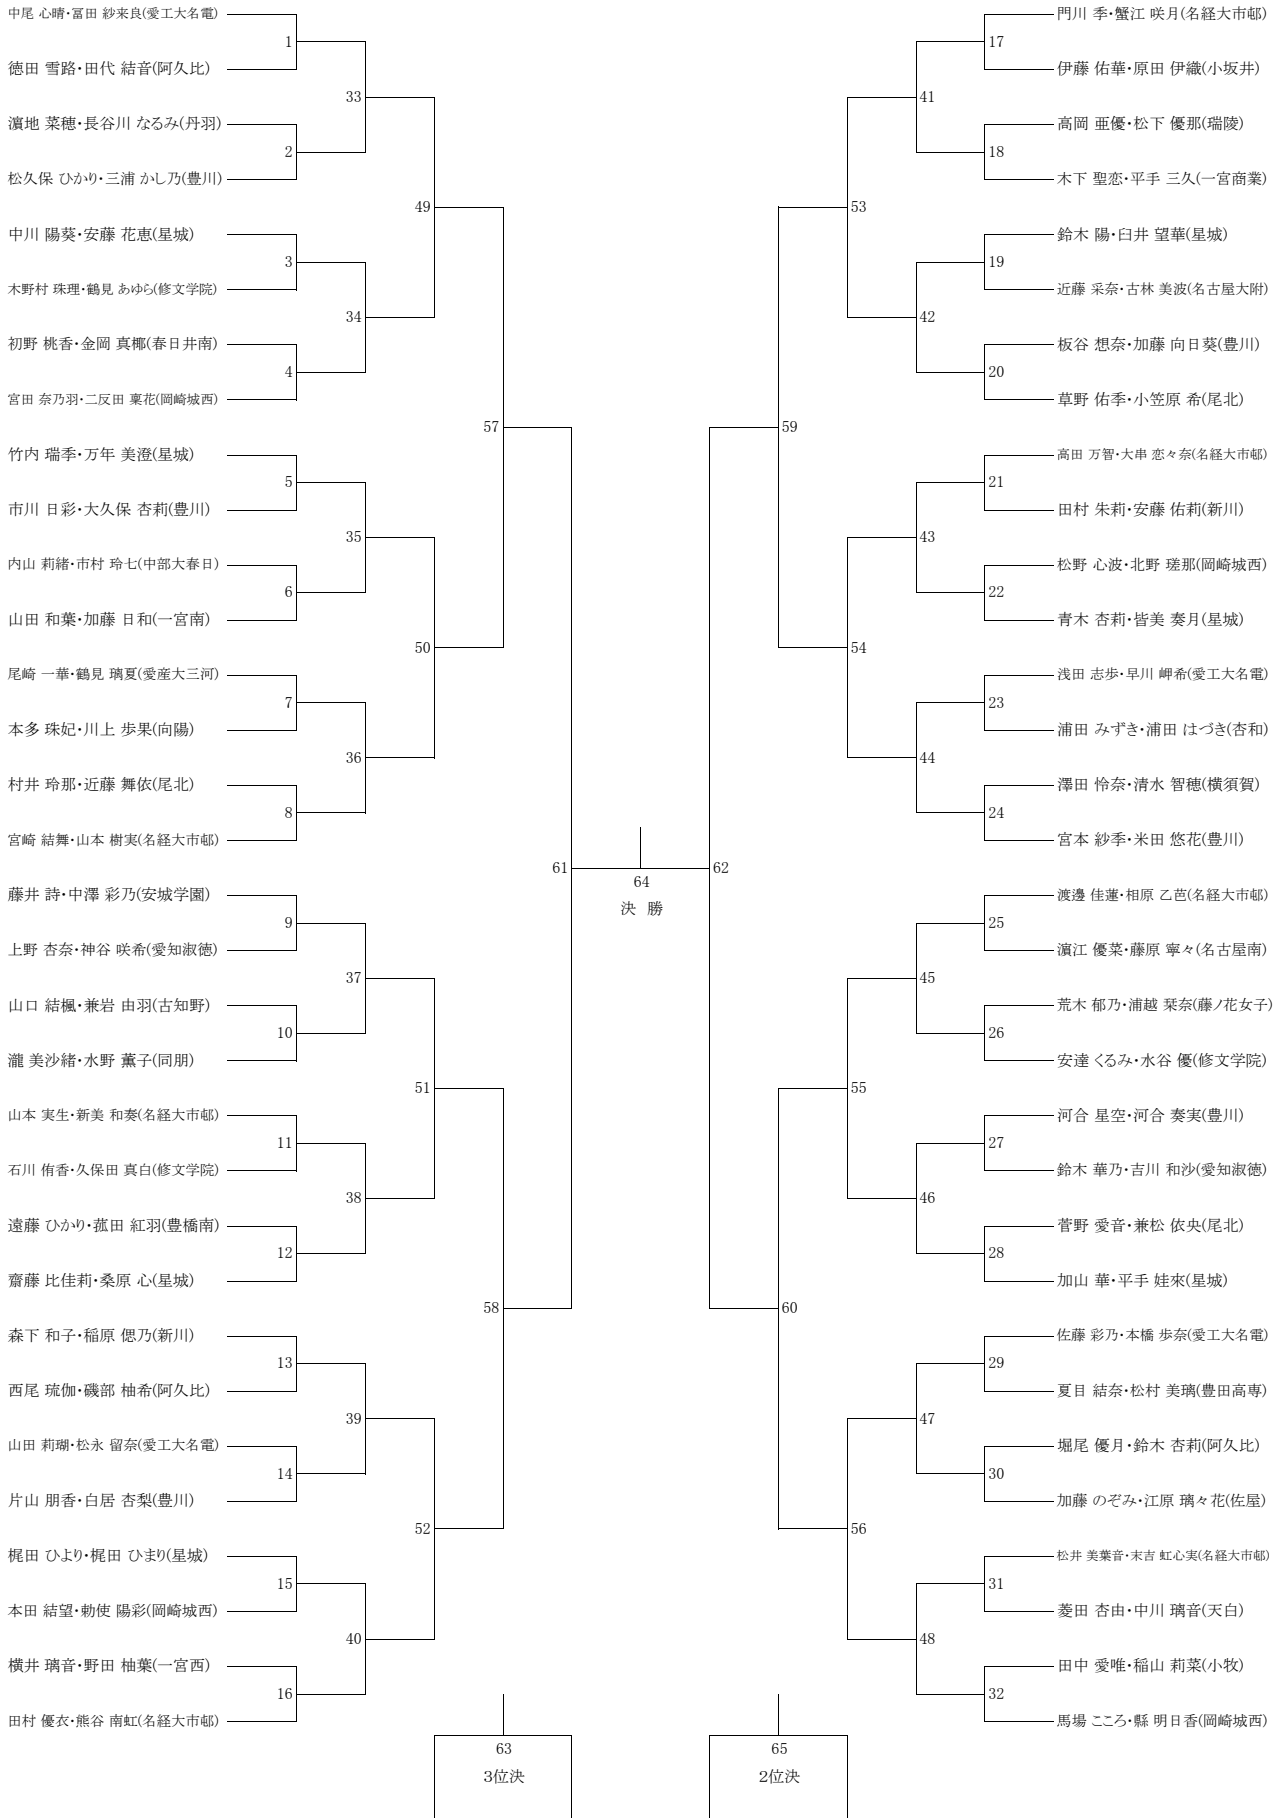 中尾 心晴・冨田 紗来良(愛工大名電)
1
徳田 雪路・田代 結音(阿久比)
33
濵地 菜穂・長谷川 なるみ(丹羽)
2
松久保 ひかり・三浦 かし乃(豊川)
49
中川 陽葵・安藤 花恵(星城)
3
木野村 珠理・鶴見 あゆら(修文学院)
34
初野 桃香・金岡 真椰(春日井南)
4
宮田 奈乃羽・二反田 稟花(岡崎城西)
57
竹内 瑞季・万年 美澄(星城)
5
市川 日彩・大久保 杏莉(豊川)
35
内山 莉緒・市村 玲七(中部大春日)
6
山田 和葉・加藤 日和(一宮南)
50
尾崎 一華・鶴見 璃夏(愛産大三河)
7
本多 珠妃・川上 歩果(向陽)
36
村井 玲那・近藤 舞依(尾北)
8
宮崎 結舞・山本 樹実(名経大市邨)
61
藤井 詩・中澤 彩乃(安城学園)
9
上野 杏奈・神谷 咲希(愛知淑徳)
37
山口 結楓・兼岩 由羽(古知野)
10
瀧 美沙緒・水野 薫子(同朋)
51
山本 実生・新美 和奏(名経大市邨)
11
石川 侑香・久保田 真白(修文学院)
38
遠藤 ひかり・菰田 紅羽(豊橋南)
12
齋藤 比佳莉・桑原 心(星城)
58
森下 和子・稲原 偲乃(新川)
13
西尾 琉伽・磯部 柚希(阿久比)
39
山田 莉瑚・松永 留奈(愛工大名電)
14
片山 朋香・白居 杏梨(豊川)
52
梶田 ひより・梶田 ひまり(星城)
15
本田 結望・勅使 陽彩(岡崎城西)
40
横井 璃音・野田 柚葉(一宮西)
16
田村 優衣・熊谷 南虹(名経大市邨)
63
3位決
64
決 勝
門川 季・蟹江 咲月(名経大市邨)
17
伊藤 佑華・原田 伊織(小坂井)
41
高岡 亜優・松下 優那(瑞陵)
18
木下 聖恋・平手 三久(一宮商業)
53
鈴木 陽・臼井 望華(星城)
19
近藤 采奈・古林 美波(名古屋大附)
42
板谷 想奈・加藤 向日葵(豊川)
20
草野 佑季・小笠原 希(尾北)
59
高田 万智・大串 恋々奈(名経大市邨)
21
田村 朱莉・安藤 佑莉(新川)
43
松野 心波・北野 瑳那(岡崎城西)
22
青木 杏莉・皆美 奏月(星城)
54
浅田 志歩・早川 岬希(愛工大名電)
23
浦田 みずき・浦田 はづき(杏和)
44
澤田 怜奈・清水 智穂(横須賀)
24
宮本 紗季・米田 悠花(豊川)
62
渡邊 佳蓮・相原 乙芭(名経大市邨)
25
濵江 優菜・藤原 寧々(名古屋南)
45
荒木 郁乃・浦越 栞奈(藤ノ花女子)
26
安達 くるみ・水谷 優(修文学院)
55
河合 星空・河合 奏実(豊川)
27
鈴木 華乃・吉川 和沙(愛知淑徳)
46
菅野 愛音・兼松 依央(尾北)
28
加山 華・平手 娃來(星城)
60
佐藤 彩乃・本橋 歩奈(愛工大名電)
29
夏目 結奈・松村 美璃(豊田高専)
47
堀尾 優月・鈴木 杏莉(阿久比)
30
加藤 のぞみ・江原 璃々花(佐屋)
56
松井 美葉音・末吉 虹心実(名経大市邨)
31
菱田 杏由・中川 璃音(天白)
48
田中 愛唯・稲山 莉菜(小牧)
32
馬場 こころ・縣 明日香(岡崎城西)
65
2位決